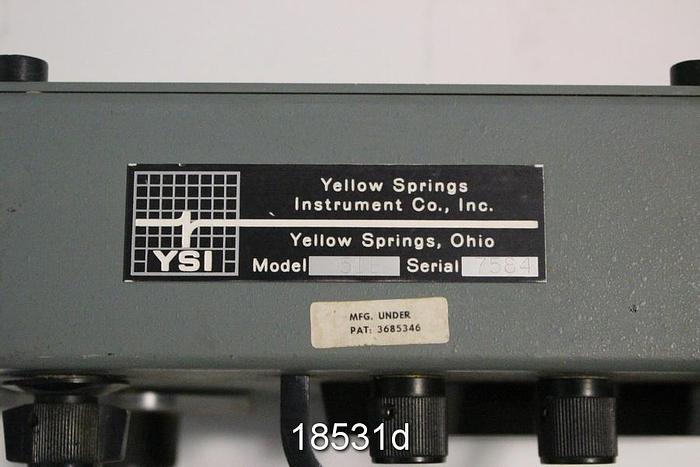 Yellow Springs
Instrument Co., Inc.
Yellow Springs, Ohio
YSI
Model Serial 7584
MFG. UNDER
PAT: 3685346
18531d